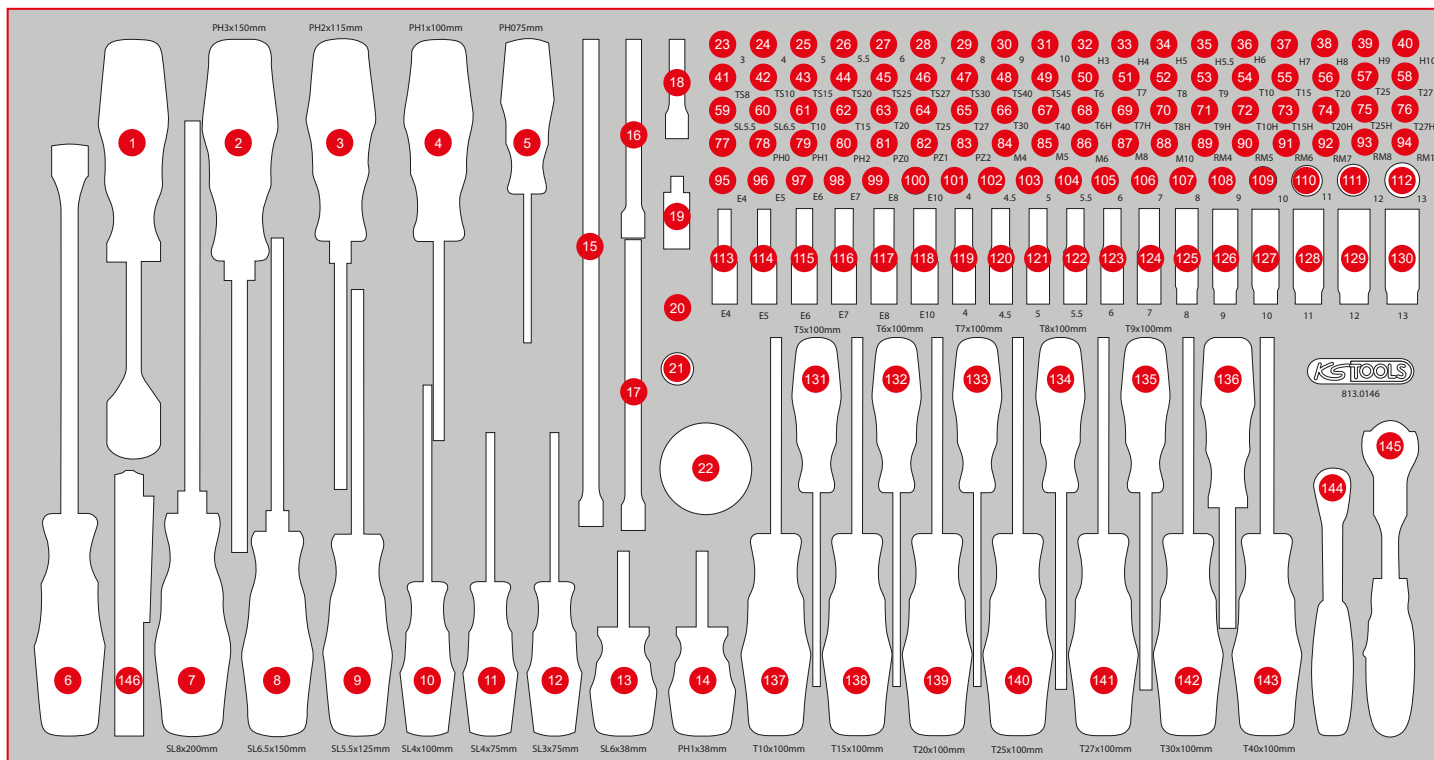 PH3x150mm PH2x115mm PH1x100mm PH075mm
23 24 25 26 27 28 29 30 31 32 33 34 35 36 37 38 39 40
3 4 5 5.5 6 7 8 9 10 H3 H4 H5 H5.5 H6 H7 H8 H9 H10
41 42 43 44 45 46 47 48 49 50 51 52 53 54 55 56 57 58
TS8 TS10 TS15 TS20 TS25 TS27 TS30 TS40 TS45 T6 T7 T8 T9 T10 T15 T20 T25 T27
59 60 61 62 63 64 65 66 67 68 69 70 71 72 73 74 75 76
SL5.5 SL6.5 T10 T15 T20 T25 T27 T30 T40 T6H T7H T8H T9H T10H T15H T20H T25H T27H
77 78 79 80 81 82 83 84 85 86 87 88 89 90 91 92 93 94
PH0 PH1 PH2 PZ0 PZ1 PZ2 M4 M5 M6 M8 M10 RM4 RM5 RM6 RM7 RM8
95 96 97 98 99 100 101 102 103 104 105 106 107 108 109 110 111 112
E4 E5 E6 E7 E8 E10 4 4.5 5 5.5 6 7 8 9 10 11 12 13
1 2 3 4 5 16 18
15 19
113 114 115 116 117 118 119 120 121 122 123 124 125 126 127 128 129 130
20
E4 E5 E6 E7 E8 E10 4 4.5 5 5.5 6 7 8 9 10 11 12 13
T5x100mm T6x100mm T7x100mm T8x100mm T9x100mm
21 131 132 133 134 135 136
KS TOOLS
813.0146
17
22 145
144
6 146 7 8 9 10 11 12 13 14 137 138 139 140 141 142 143
SL8x200mm SL6.5x150mm SL5.5x125mm SL4x100mm SL4x75mm SL3x75mm SL6x38mm PH1x38mm T10x100mm T15x100mm T20x100mm T25x100mm T27x100mm T30x100mm T40x100mm